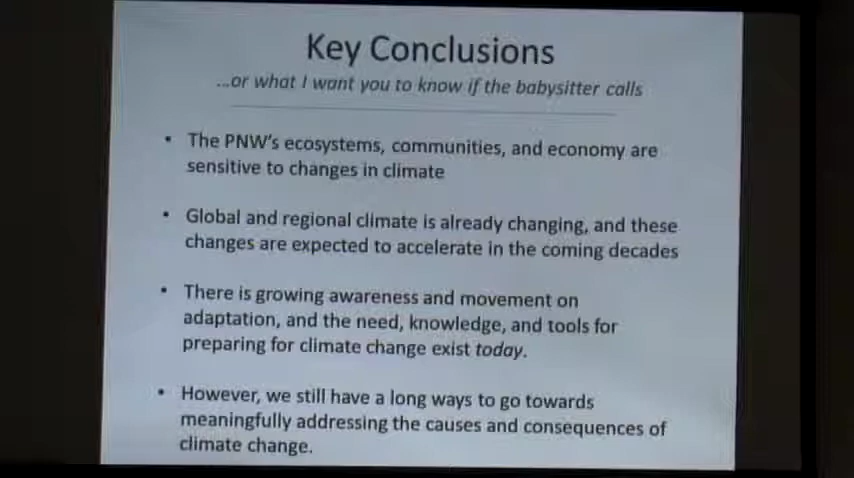 Key Conclusions
...or what I want you to know if the babysitter calls
• The PNW's ecosystems, communities, and economy are
sensitive to changes in climate
• Global and regional climate is already changing, and these
changes are expected to accelerate in the coming decades
• There is growing awareness and movement on
adaptation, and the need, knowledge, and tools for
preparing for climate change exist today.
• However, we still have a long ways to go towards
meaningfully addressing the causes and consequences of
climate change.